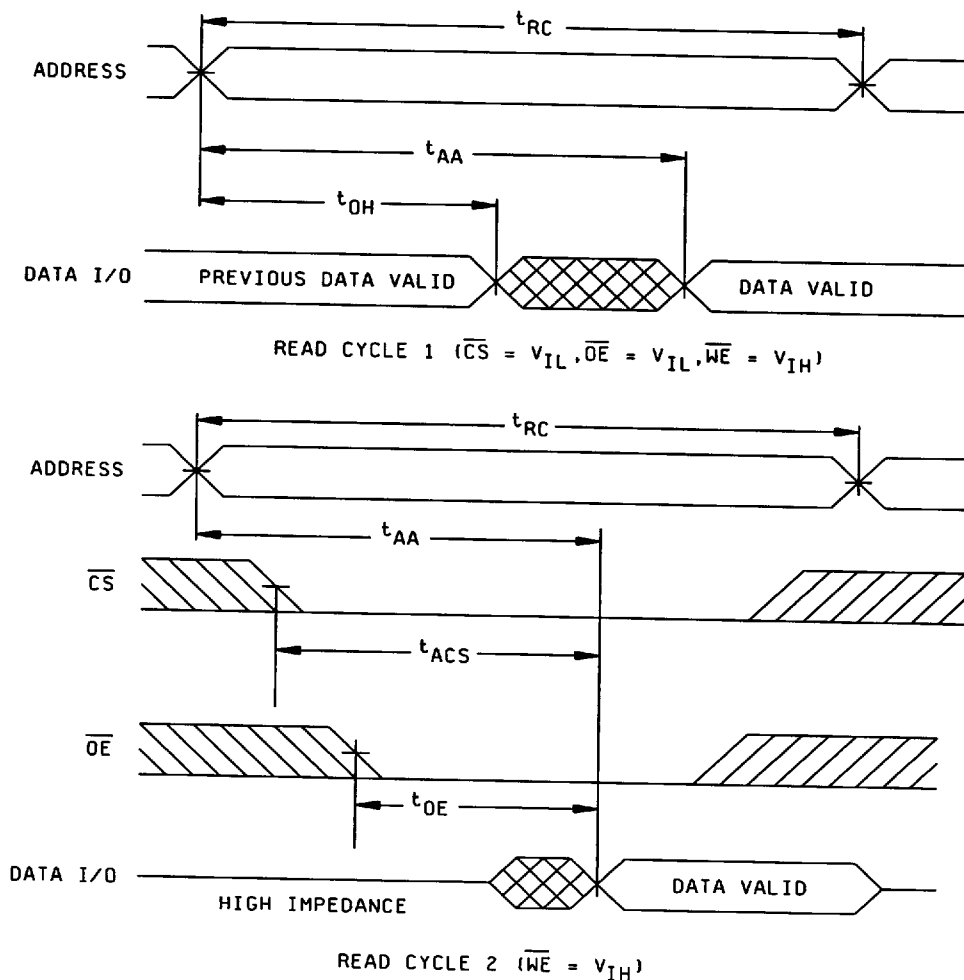 t_RC
ADDRESS
t_AA
t_OH
DATA I/O
PREVIOUS DATA VALID
DATA VALID
READ CYCLE 1 (C̅S̅ = V_IL, O̅E̅ = V_IL, W̅E̅ = V_IH)
t_RC
ADDRESS
t_AA
C̅S̅
t_ACS
O̅E̅
t_OE
DATA I/O
HIGH IMPEDANCE
DATA VALID
READ CYCLE 2 (W̅E̅ = V_IH)